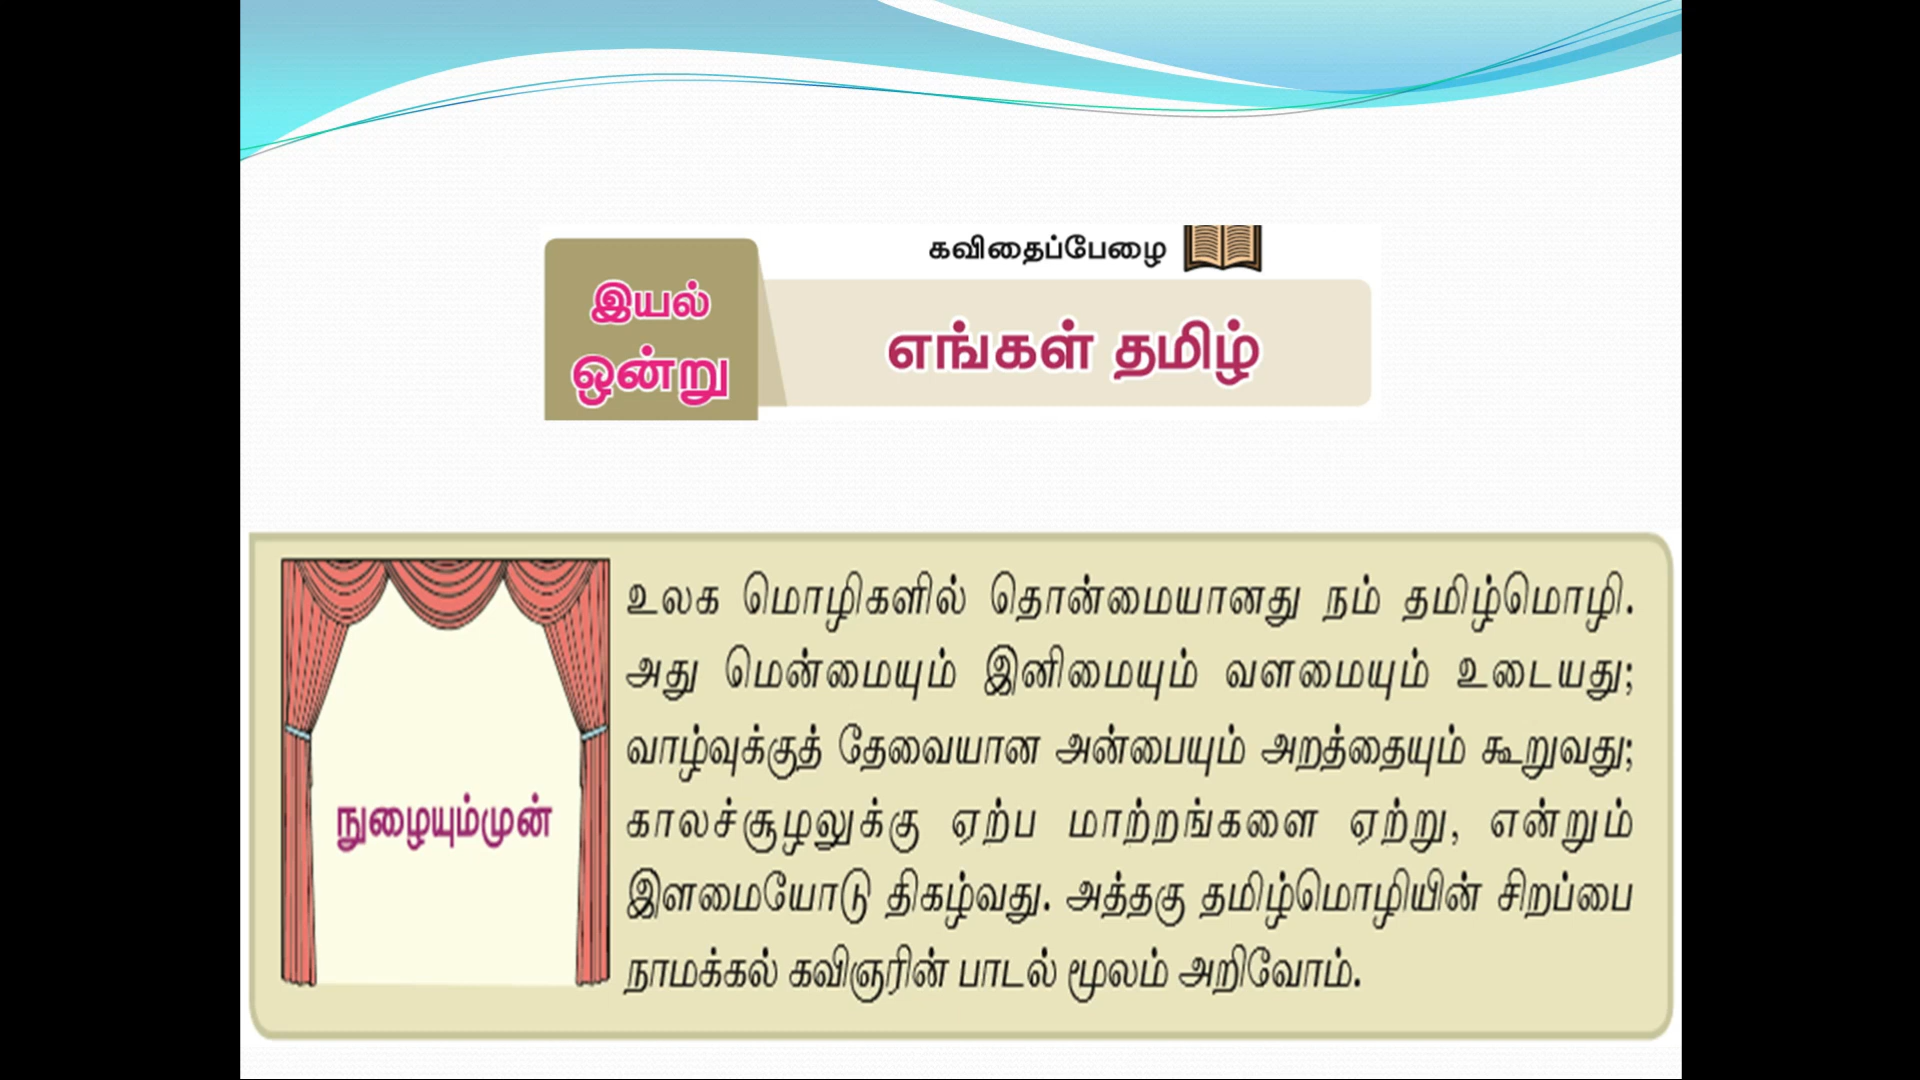 கவிதைப்பேழை
இயல்
ஒன்று
எங்கள் தமிழ்
நுழையும்முன்
உலக மொழிகளில் தொன்மையானது நம் தமிழ்மொழி.
அது மென்மையும் இனிமையும் வளமையும் உடையது;
வாழ்வுக்குத் தேவையான அன்பையும் அறத்தையும் கூறுவது;
காலச்சூழலுக்கு ஏற்ப மாற்றங்களை ஏற்று, என்றும்
இளமையோடு திகழ்வது. அத்தகு தமிழ்மொழியின் சிறப்பை
நாமக்கல் கவிஞரின் பாடல் மூலம் அறிவோம்.